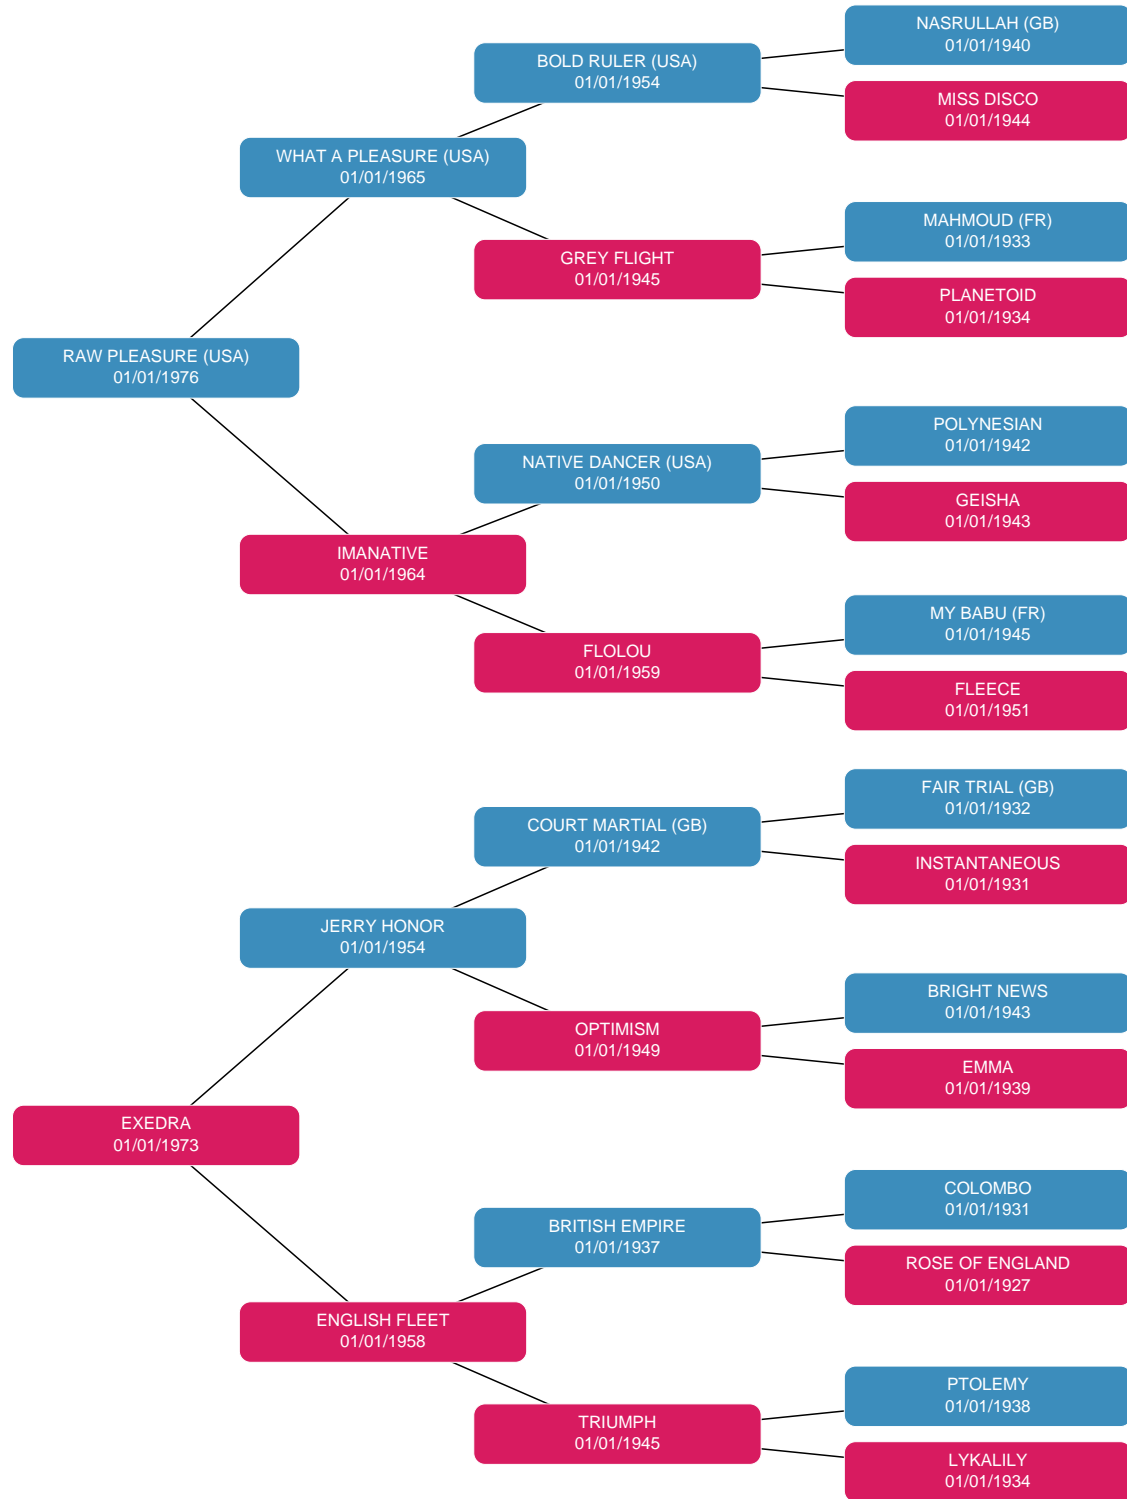 NASRULLAH (GB)
01/01/1940
BOLD RULER (USA)
01/01/1954
MISS DISCO
01/01/1944
WHAT A PLEASURE (USA)
01/01/1965
MAHMOUD (FR)
01/01/1933
GREY FLIGHT
01/01/1945
PLANETOID
01/01/1934
RAW PLEASURE (USA)
01/01/1976
POLYNESIAN
01/01/1942
NATIVE DANCER (USA)
01/01/1950
GEISHA
01/01/1943
IMANATIVE
01/01/1964
MY BABU (FR)
01/01/1945
FLOLOU
01/01/1959
FLEECE
01/01/1951
FAIR TRIAL (GB)
01/01/1932
COURT MARTIAL (GB)
01/01/1942
INSTANTANEOUS
01/01/1931
JERRY HONOR
01/01/1954
BRIGHT NEWS
01/01/1943
OPTIMISM
01/01/1949
EMMA
01/01/1939
EXEDRA
01/01/1973
COLOMBO
01/01/1931
BRITISH EMPIRE
01/01/1937
ROSE OF ENGLAND
01/01/1927
ENGLISH FLEET
01/01/1958
PTOLEMY
01/01/1938
TRIUMPH
01/01/1945
LYKALILY
01/01/1934